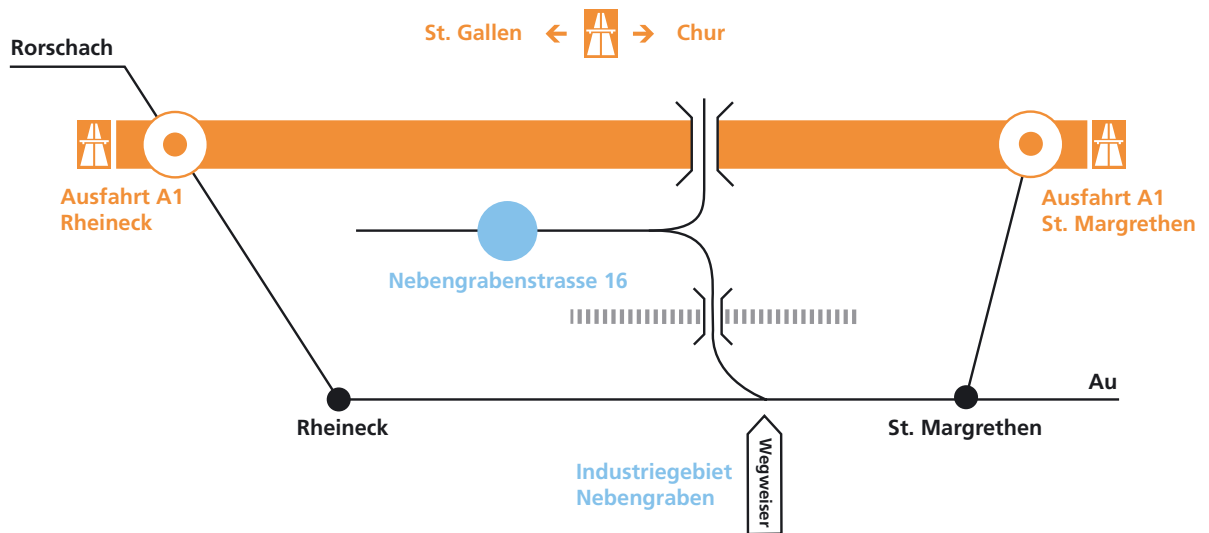 St. Gallen
Chur
Rorschach
Ausfahrt A1
Rheineck
Ausfahrt A1
St. Margrethen
Nebengrabenstrasse 16
Au
Rheineck
St. Margrethen
Industriegebiet
Nebengraben
Wegweiser